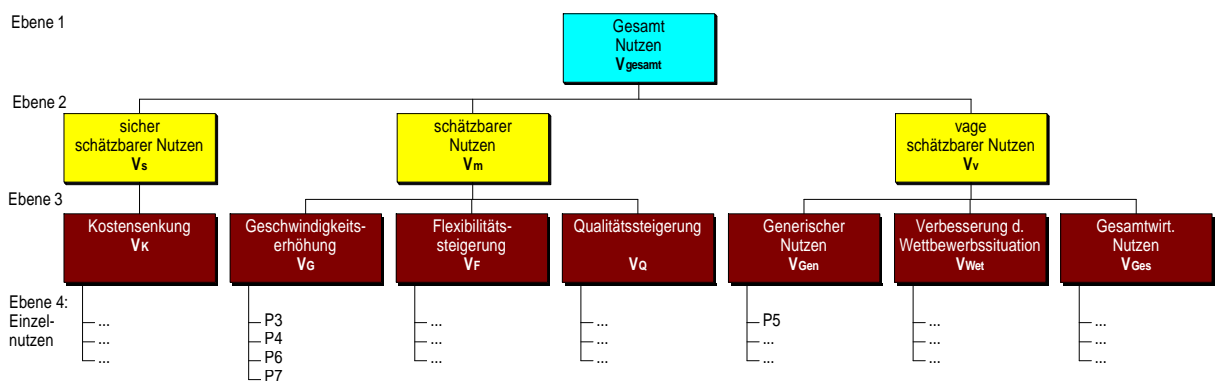 Ebene 1
Gesamt
Nutzen
Vgesamt
Ebene 2
sicher
schätzbarer Nutzen
Vs
schätzbarer
Nutzen
Vm
vage
schätzbarer Nutzen
Vv
Ebene 3
Kostensenkung
VK
Geschwindigkeits-
erhöhung
VG
Flexibilitäts-
steigerung
VF
Qualitätssteigerung
VQ
Generischer
Nutzen
VGen
Verbesserung d.
Wettbewerbssituation
VWet
Gesamtwirt.
Nutzen
VGes
Ebene 4:
Einzel-
nutzen
...
...
...
P3
P4
P6
P7
...
...
...
...
...
...
P5
...
...
...
...
...
...
...
...